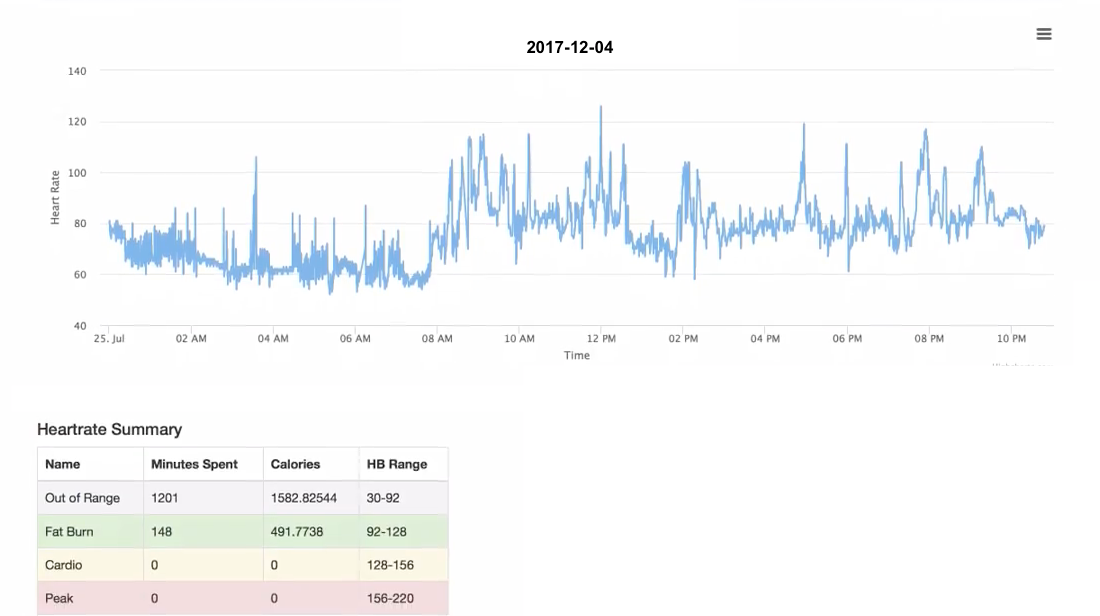 2017-12-04
140
120
100
80
60
40
Heart Rate
25. Jul 02 AM 04 AM 06 AM 08 AM 10 AM 12 PM 02 PM 04 PM 06 PM 08 PM 10 PM
Time
Heartrate Summary
Name Minutes Spent Calories HB Range
Out of Range 1201 1582.82544 30-92
Fat Burn 148 491.7738 92-128
Cardio 0 0 128-156
Peak 0 0 156-220